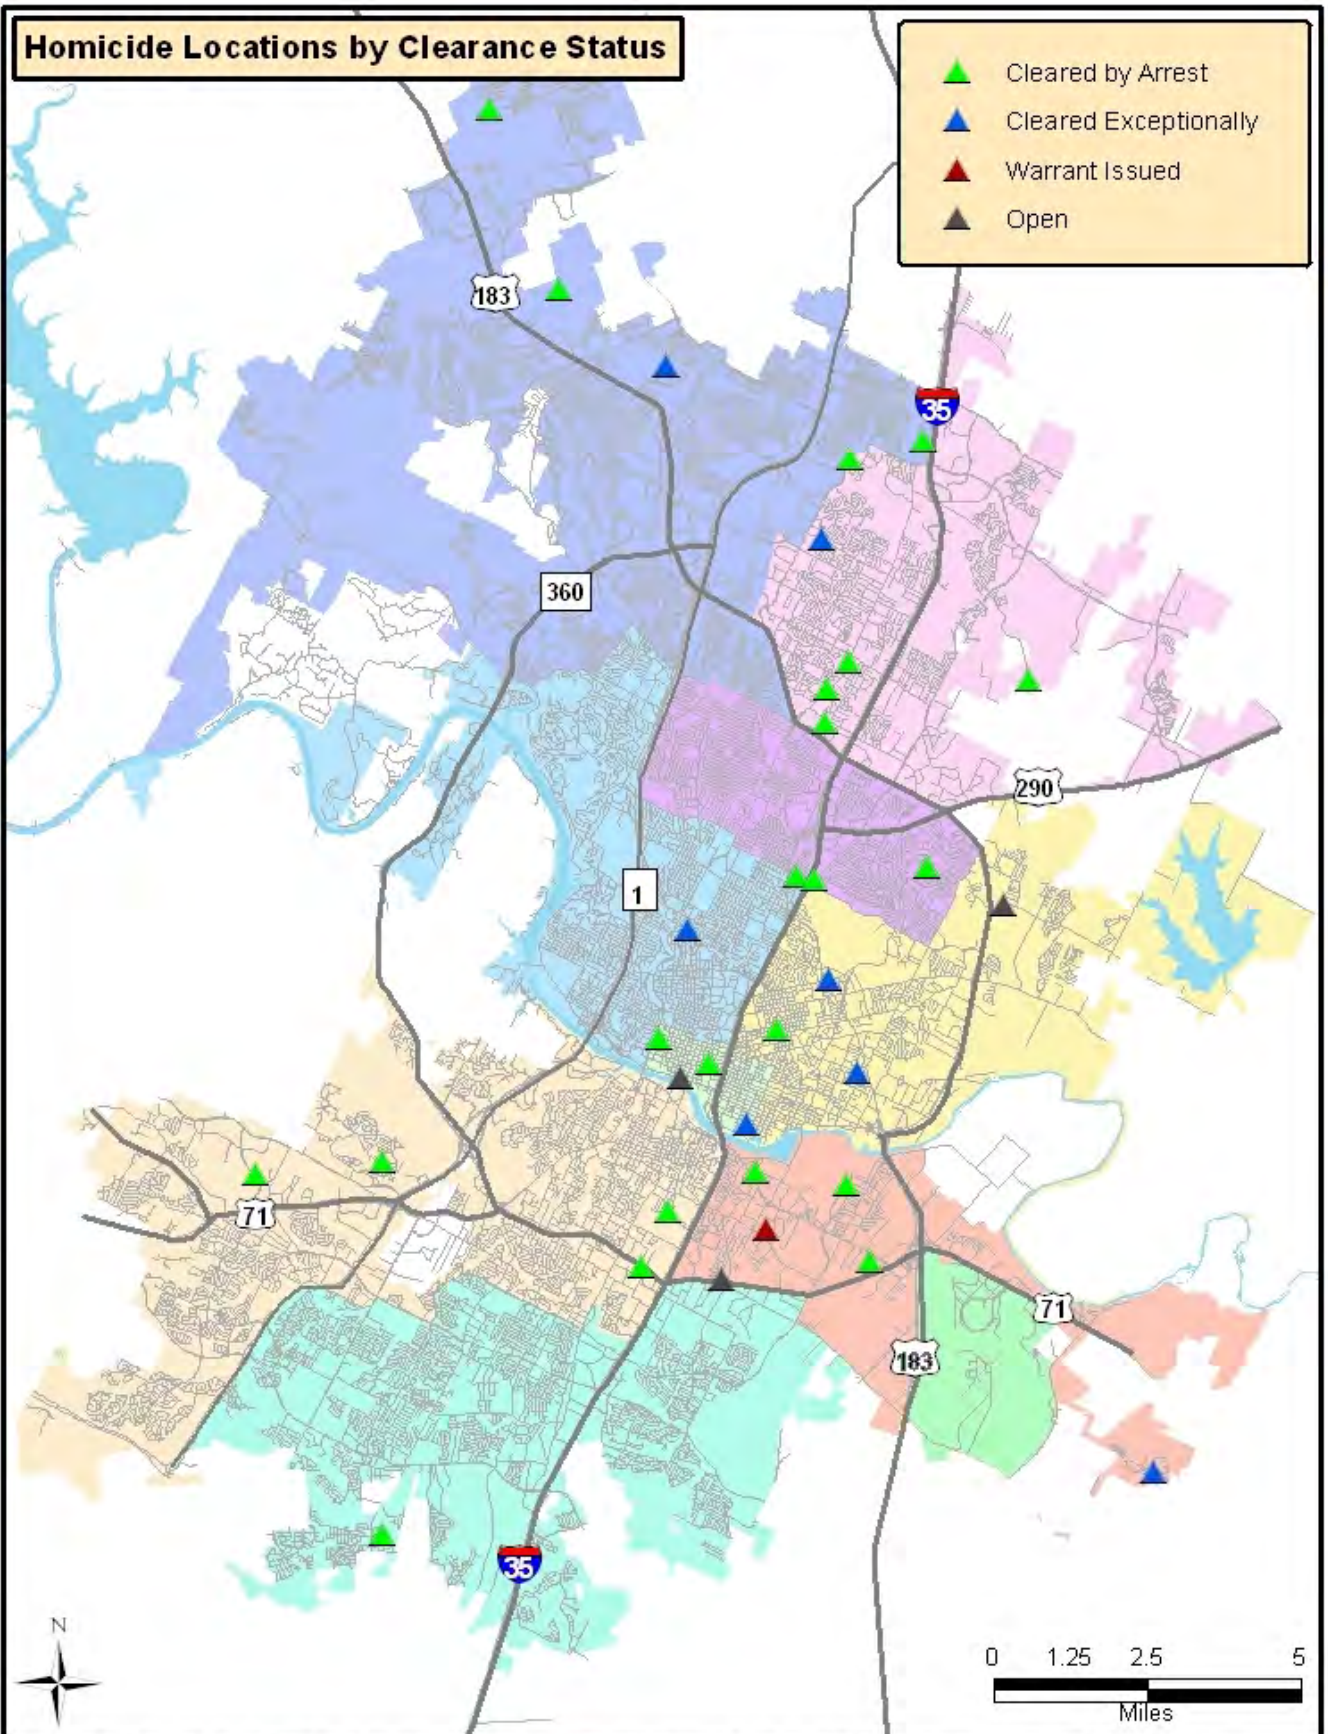 Homicide Locations by Clearance Status
Cleared by Arrest
Cleared Exceptionally
Warrant Issued
Open
183
35
360
290
1
71
71
183
35
N
0 1.25 2.5 5
Miles